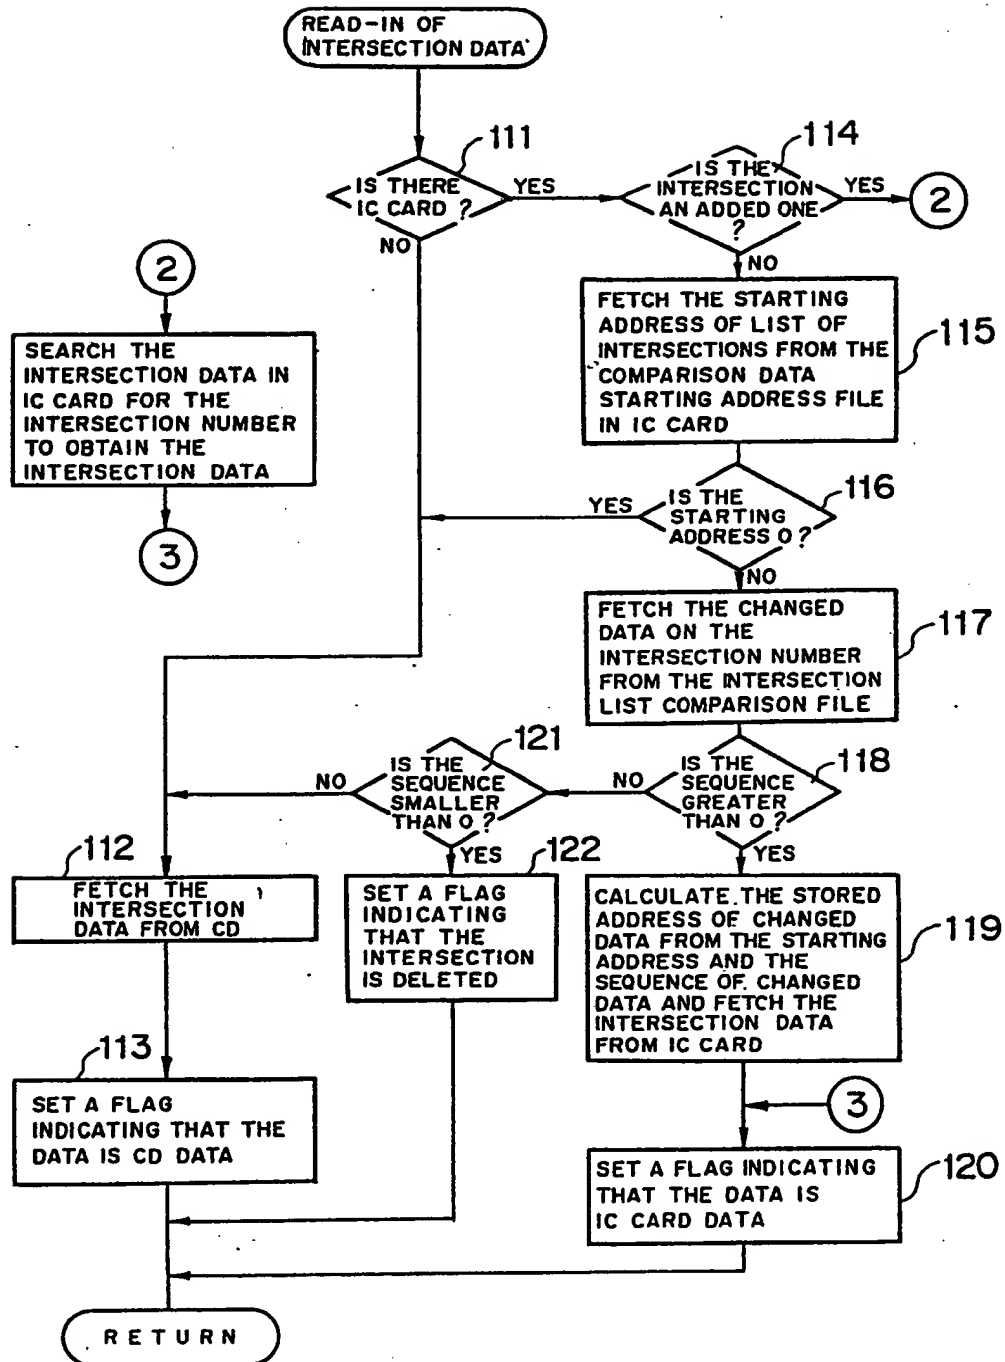 READ-IN OF
INTERSECTION DATA
111
IS THERE
IC CARD ?
YES
NO
114
IS THE
INTERSECTION
AN ADDED ONE
?
YES
2
NO
2
SEARCH THE
INTERSECTION DATA IN
IC CARD FOR THE
INTERSECTION NUMBER
TO OBTAIN THE
INTERSECTION DATA
3
FETCH THE STARTING
ADDRESS OF LIST OF
INTERSECTIONS FROM THE
COMPARISON DATA
STARTING ADDRESS FILE
IN IC CARD
115
116
IS THE
STARTING
ADDRESS 0 ?
YES
NO
FETCH THE CHANGED
DATA ON THE
INTERSECTION NUMBER
FROM THE INTERSECTION
LIST COMPARISON FILE
117
118
IS THE
SEQUENCE
GREATER
THAN 0 ?
NO
YES
121
IS THE
SEQUENCE
SMALLER
THAN 0 ?
NO
YES
112
FETCH THE
INTERSECTION
DATA FROM CD
122
SET A FLAG
INDICATING
THAT THE
INTERSECTION
IS DELETED
CALCULATE THE STORED
ADDRESS OF CHANGED
DATA FROM THE STARTING
ADDRESS AND THE
SEQUENCE OF CHANGED
DATA AND FETCH THE
INTERSECTION DATA
FROM IC CARD
119
113
SET A FLAG
INDICATING THAT THE
DATA IS CD DATA
3
SET A FLAG INDICATING
THAT THE DATA IS
IC CARD DATA
120
RETURN